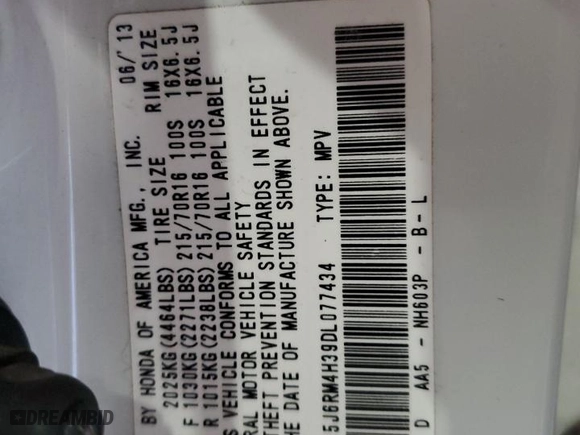 BY HONDA OF AMERICA MFG., INC. 06/'13
2025KG(4464LBS) TIRE SIZE RIM SIZE
F 1030KG(2271LBS) 215/70R16 100S 16X6.5J
R 1015KG(2238LBS) 215/70R16 100S 16X6.5J
S VEHICLE CONFORMS TO ALL APPLICABLE
RAL MOTOR VEHICLE SAFETY
THEFT PREVENTION STANDARDS IN EFFECT
HE DATE OF MANUFACTURE SHOWN ABOVE.
5J6RM4H39DL077434 TYPE: MPV
D AA5 - NH603P - B - L
DREAMBID